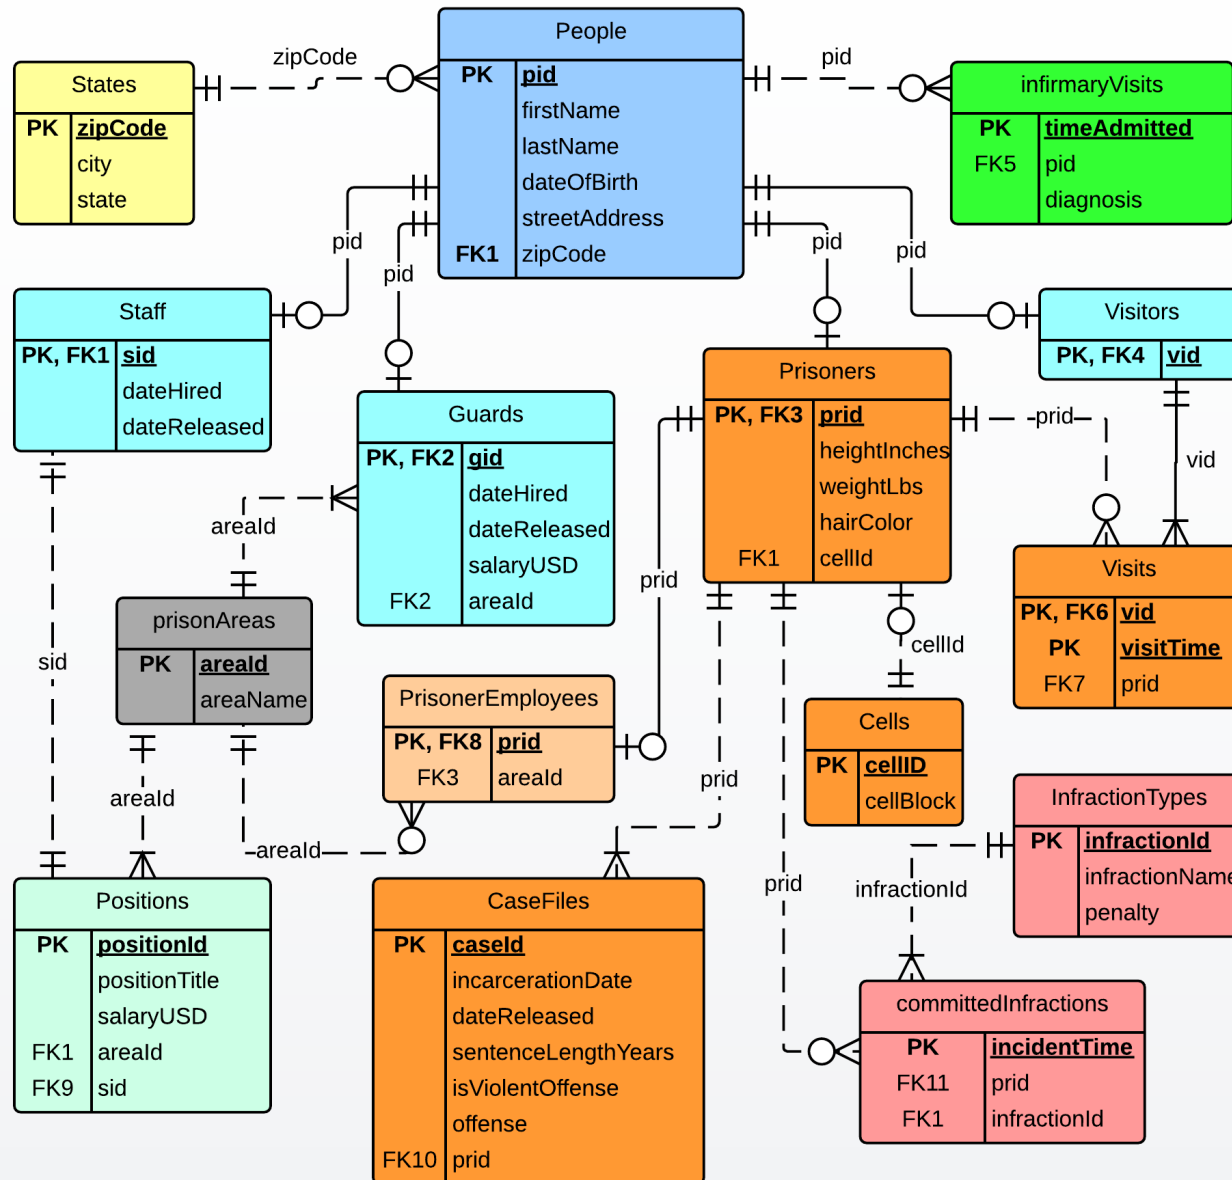 People
PK pid
firstName
lastName
dateOfBirth
streetAddress
FK1 zipCode
zipCode
pid
States
PK zipCode
city
state
infirmaryVisits
PK timeAdmitted
FK5 pid
diagnosis
pid
pid
pid
pid
Staff
PK, FK1 sid
dateHired
dateReleased
Visitors
PK, FK4 vid
Guards
PK, FK2 gid
dateHired
dateReleased
salaryUSD
FK2 areaId
Prisoners
PK, FK3 prid
heightInches
weightLbs
hairColor
FK1 cellId
prid
vid
areaId
prid
Visits
PK, FK6 vid
PK visitTime
FK7 prid
prisonAreas
PK areaId
areaName
sid
cellId
PrisonerEmployees
PK, FK8 prid
FK3 areaId
Cells
PK cellID
cellBlock
areaId
prid
areaId
InfractionTypes
PK infractionId
infractionName
penalty
prid
infractionId
Positions
PK positionId
positionTitle
salaryUSD
FK1 areaId
FK9 sid
CaseFiles
PK caseId
incarcerationDate
dateReleased
sentenceLengthYears
isViolentOffense
offense
FK10 prid
committedInfractions
PK incidentTime
FK11 prid
FK1 infractionId